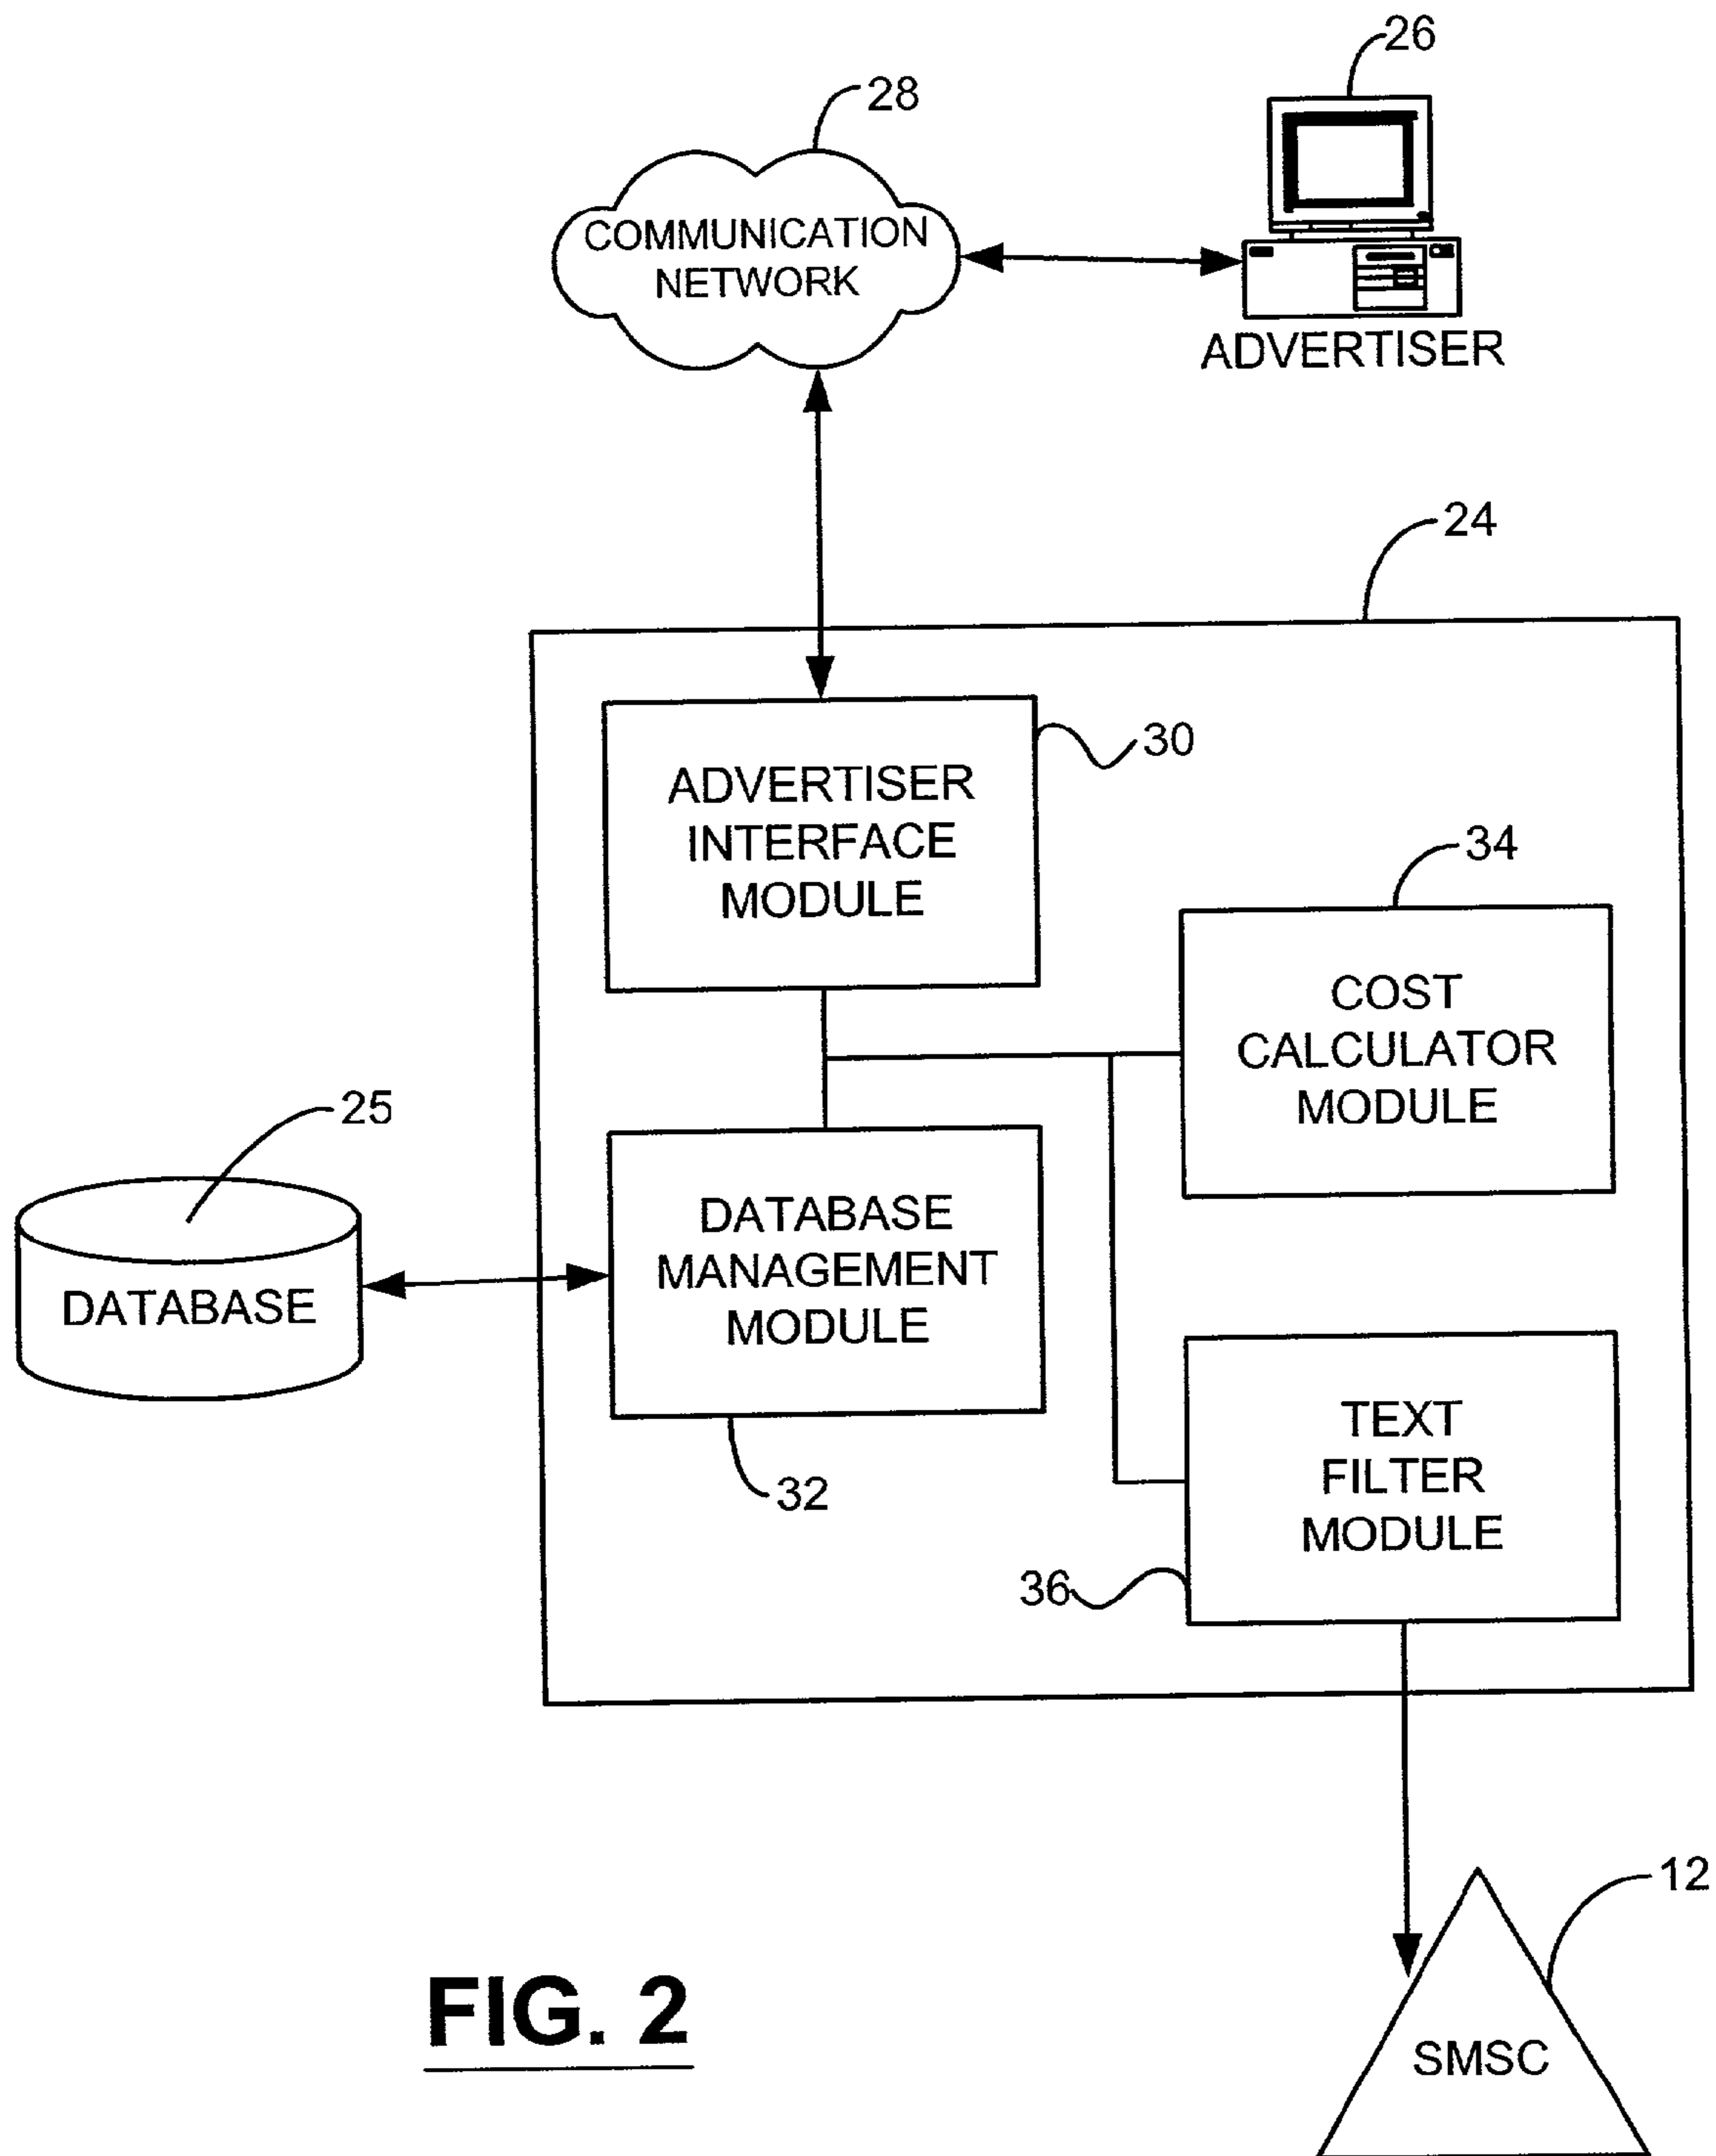 26
28
COMMUNICATION
NETWORK
ADVERTISER
24
30
ADVERTISER
INTERFACE
MODULE
34
COST
CALCULATOR
MODULE
25
DATABASE
DATABASE
MANAGEMENT
MODULE
32
TEXT
FILTER
MODULE
36
12
SMSC
FIG. 2